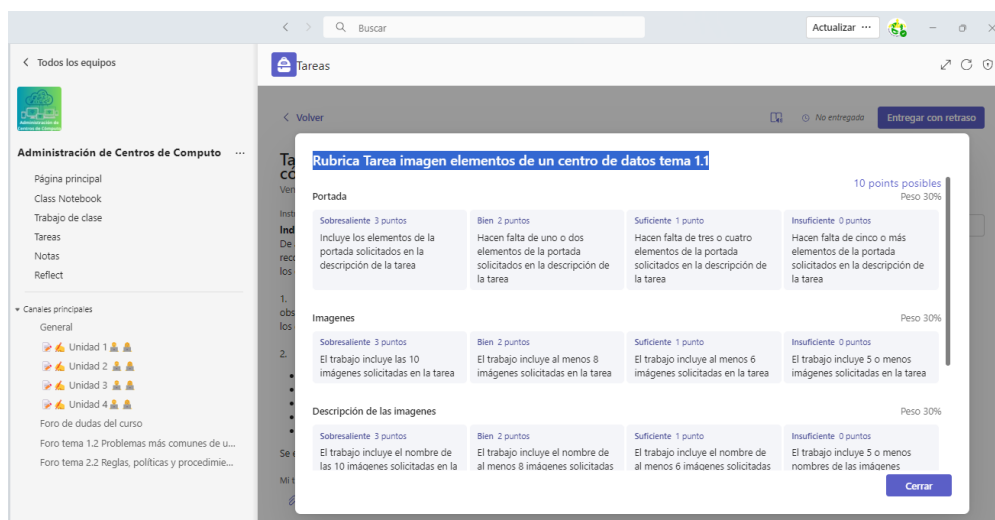 Buscar
Actualizar ...
Todos los equipos
Tareas
Administración de
Centros de Computo
Volver
No entregada
Entregar con retraso
Administración de Centros de Computo ...
Página principal
Class Notebook
Trabajo de clase
Tareas
Notas
Reflect
Canales principales
General
Unidad 1
Unidad 2
Unidad 3
Unidad 4
Foro de dudas del curso
Foro tema 1.2 Problemas más comunes de u...
Foro tema 2.2 Reglas, políticas y procedimie...
Ta
có
Ven
Inst
Ind
De
reco
los
1.
obs
los
2.
Se e
Mi t
Rubrica Tarea imagen elementos de un centro de datos tema 1.1
10 points posibles
Portada
Peso 30%
Sobresaliente 3 puntos
Incluye los elementos de la
portada solicitados en la
descripción de la tarea
Bien 2 puntos
Hacen falta de uno o dos
elementos de la portada
solicitados en la descripción de
la tarea
Suficiente 1 punto
Hacen falta de tres o cuatro
elementos de la portada
solicitados en la descripción de
la tarea
Insuficiente 0 puntos
Hacen falta de cinco o más
elementos de la portada
solicitados en la descripción de
la tarea
Imagenes
Peso 30%
Sobresaliente 3 puntos
El trabajo incluye las 10
imágenes solicitadas en la tarea
Bien 2 puntos
El trabajo incluye al menos 8
imágenes solicitadas en la tarea
Suficiente 1 punto
El trabajo incluye al menos 6
imágenes solicitadas en la tarea
Insuficiente 0 puntos
El trabajo incluye 5 o menos
imágenes solicitadas en la tarea
Descripción de las imagenes
Peso 30%
Sobresaliente 3 puntos
El trabajo incluye el nombre de
las 10 imágenes solicitadas en la
Bien 2 puntos
El trabajo incluye el nombre de
al menos 8 imágenes solicitadas
Suficiente 1 punto
El trabajo incluye el nombre de
al menos 6 imágenes solicitadas
Insuficiente 0 puntos
El trabajo incluye 5 o menos
nombres de las imágenes
Cerrar